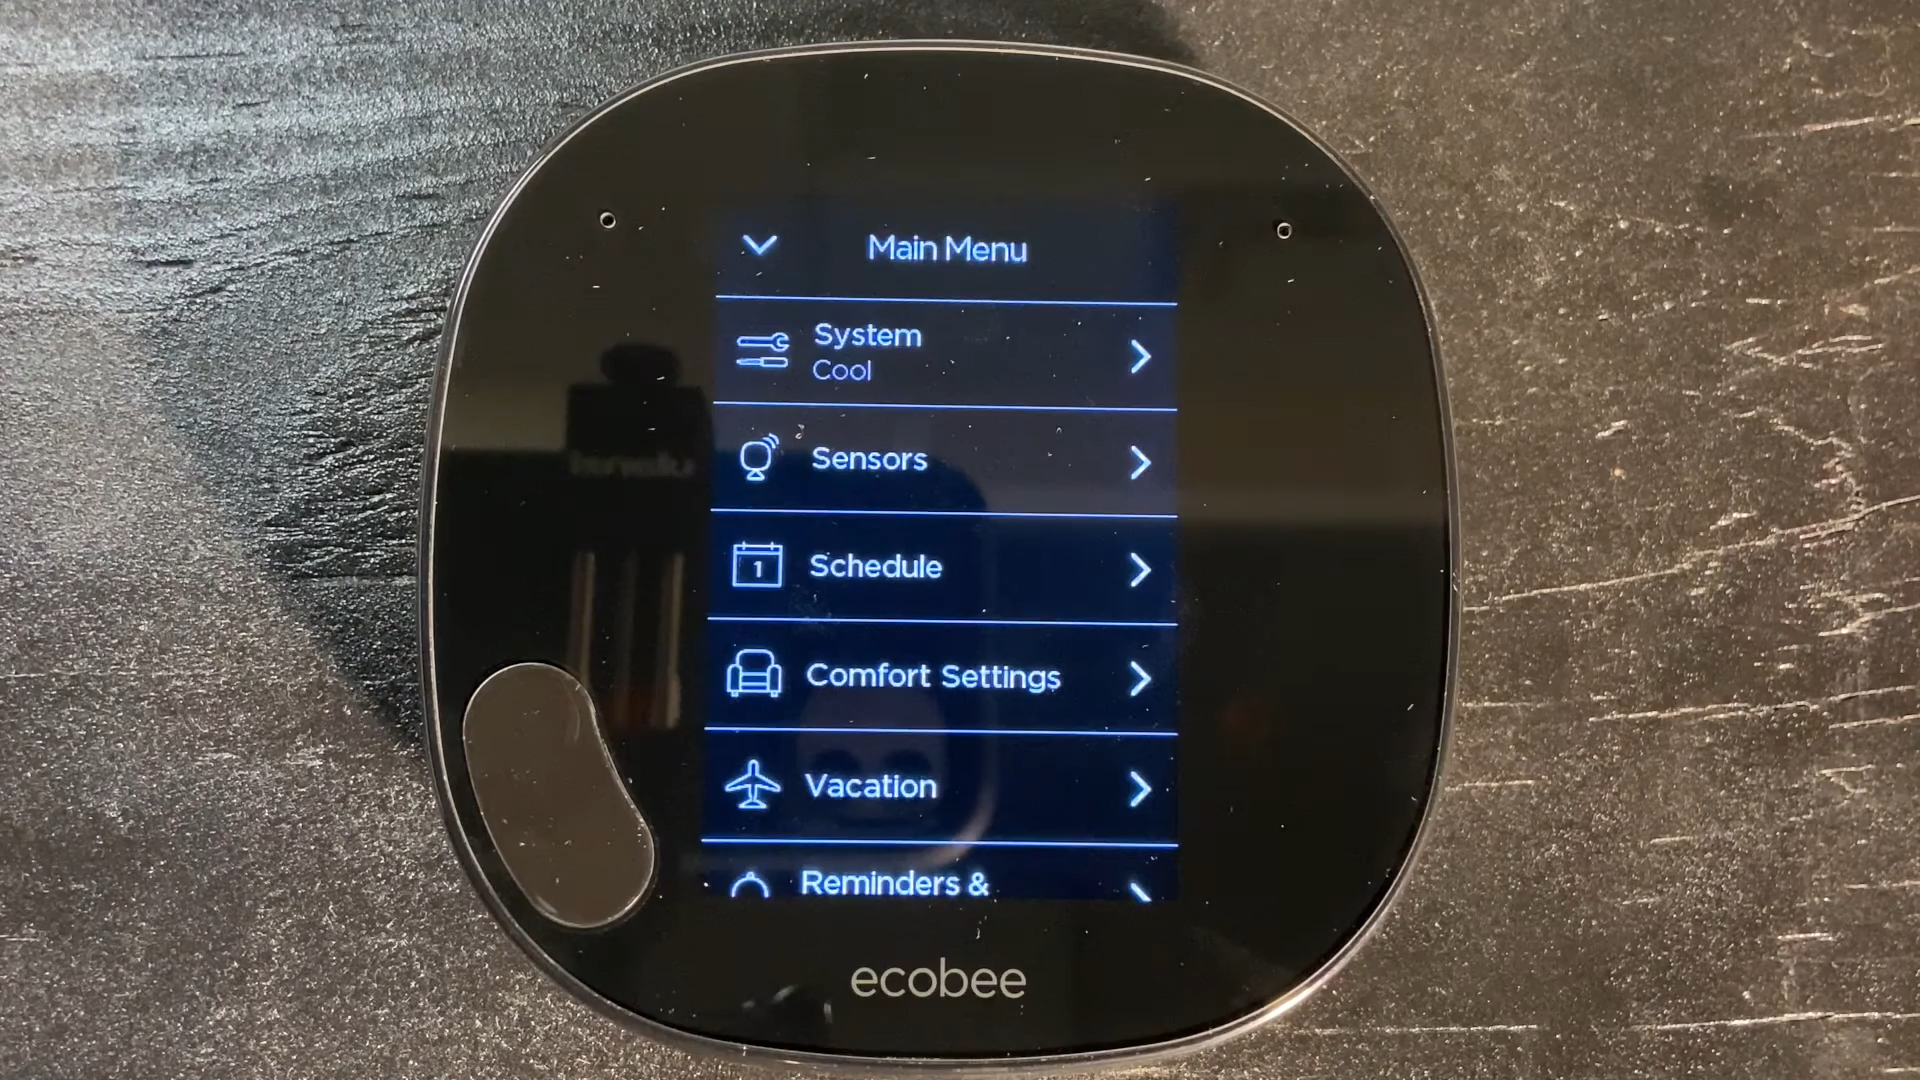 Main Menu
System
Cool
Sensors
1
Schedule
Comfort Settings
Vacation
Reminders &
ecobee